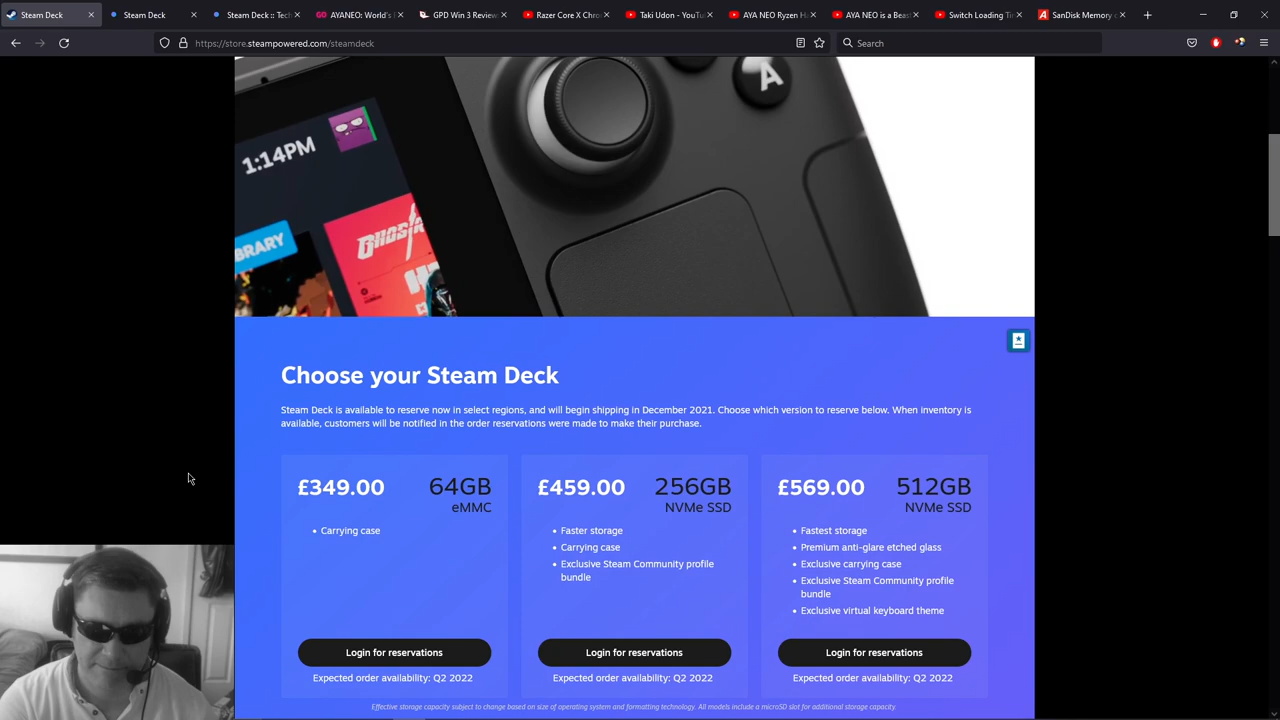 Steam Deck
Steam Deck
Steam Deck :: Tech
AYANEO: World's
GPD Win 3 Review
Razer Core X Chro
Taki Udon - YouTu
AYA NEO Ryzen Ha
AYA NEO is a Beas
Switch Loading Ti
SanDisk Memory
https://store.steampowered.com/steamdeck
Search
A
1:14PM
BRARY
Choose your Steam Deck
Steam Deck is available to reserve now in select regions, and will begin shipping in December 2021. Choose which version to reserve below. When inventory is
available, customers will be notified in the order reservations were made to make their purchase.
£349.00 64GB
eMMC
• Carrying case
Login for reservations
Expected order availability: Q2 2022
£459.00 256GB
NVMe SSD
• Faster storage
• Carrying case
• Exclusive Steam Community profile
bundle
Login for reservations
Expected order availability: Q2 2022
£569.00 512GB
NVMe SSD
• Fastest storage
• Premium anti-glare etched glass
• Exclusive carrying case
• Exclusive Steam Community profile
bundle
• Exclusive virtual keyboard theme
Login for reservations
Expected order availability: Q2 2022
Effective storage capacity subject to change based on size of operating system and formatting technology. All models include a microSD slot for additional storage capacity